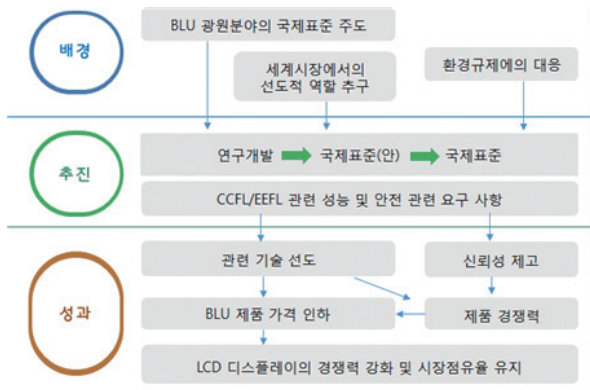 배경
BLU 광원분야의 국제표준 주도
세계시장에서의
선도적 역할 추구
환경규제에의 대응
추진
연구개발 국제표준(안) 국제표준
CCFL/EEFL 관련 성능 및 안전 관련 요구 사항
성과
관련 기술 선도
신뢰성 제고
BLU 제품 가격 인하
제품 경쟁력
LCD 디스플레이의 경쟁력 강화 및 시장점유율 유지